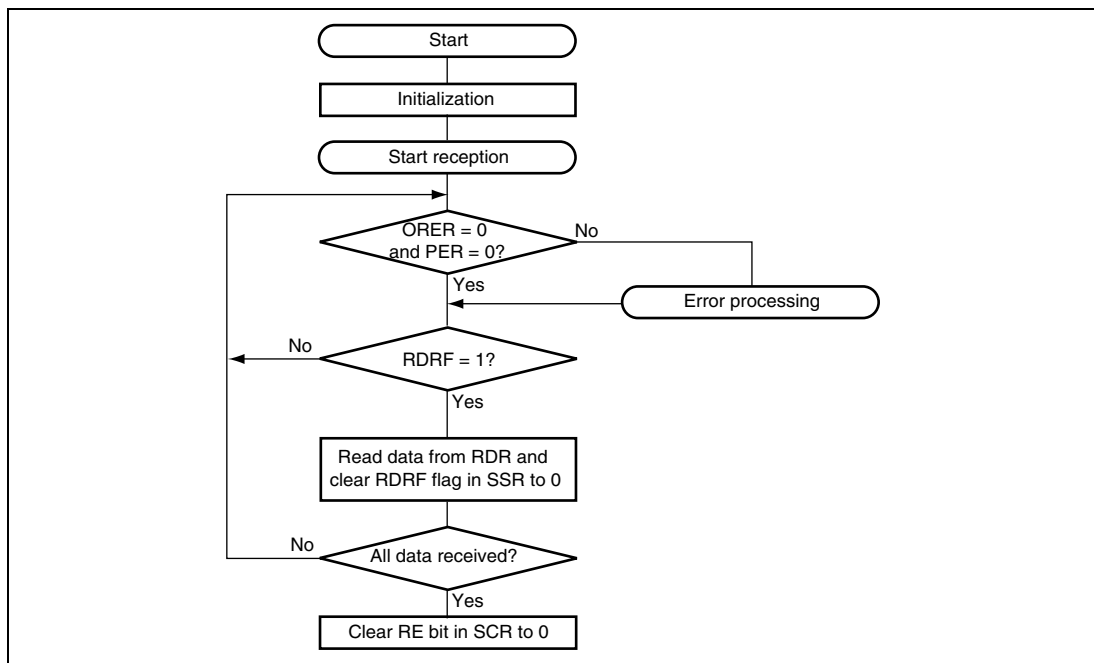 Start
Initialization
Start reception
ORER = 0
and PER = 0?
No
Yes
Error processing
No
RDRF = 1?
Yes
Read data from RDR and
clear RDRF flag in SSR to 0
No
All data received?
Yes
Clear RE bit in SCR to 0